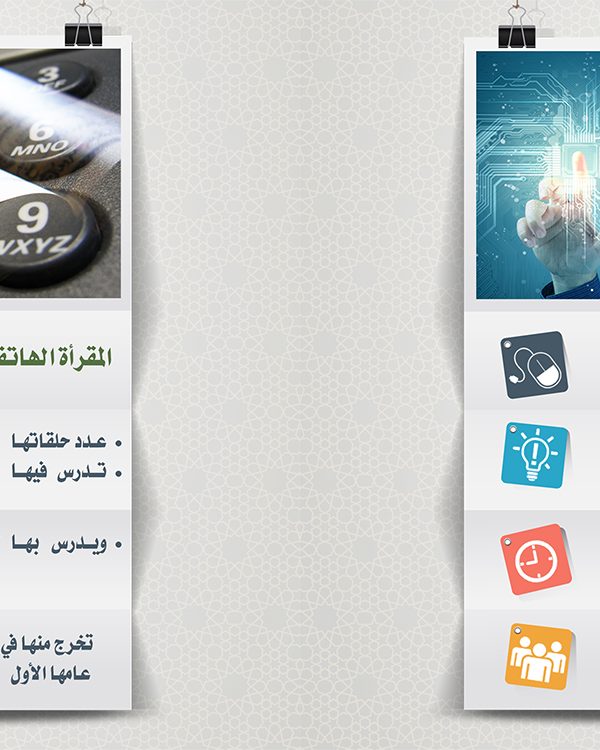 3
6
MNO
9
WXYZ
المقرأة الهاتف
• عدد حلقاتها
• تدرس فيها
• ويدرس بها
تخرج منها في
عامها الأول